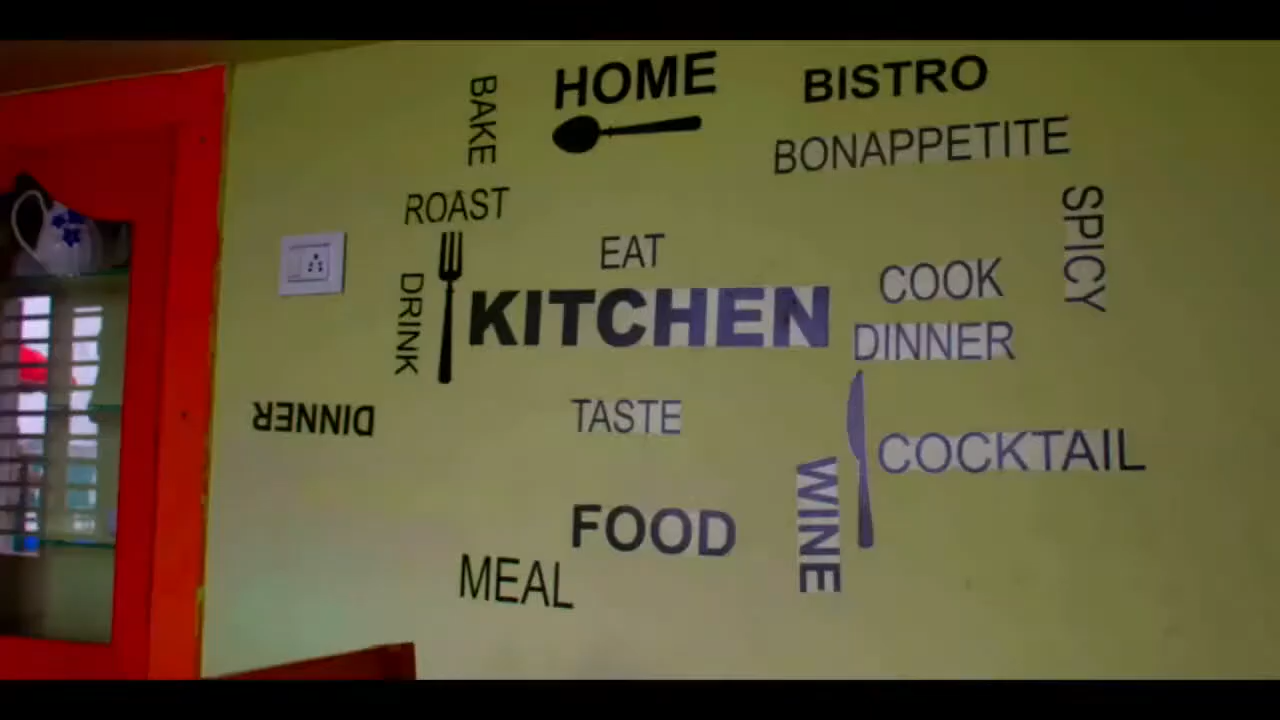 HOME
BISTRO
BAKE
BONAPPETITE
ROAST
SPICY
EAT
COOK
DRINK
KITCHEN
DINNER
DINNER
TASTE
COCKTAIL
WINE
FOOD
MEAL